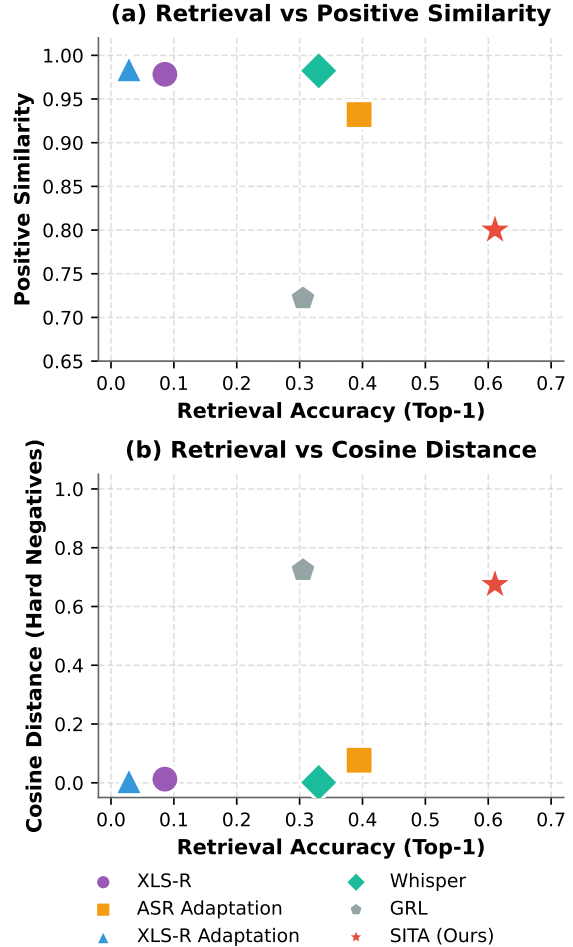 (a) Retrieval vs Positive Similarity
Positive Similarity
1.00
0.95
0.90
0.85
0.80
0.75
0.70
0.65
0.0 0.1 0.2 0.3 0.4 0.5 0.6 0.7
Retrieval Accuracy (Top-1)
(b) Retrieval vs Cosine Distance
Cosine Distance (Hard Negatives)
1.0
0.8
0.6
0.4
0.2
0.0
0.0 0.1 0.2 0.3 0.4 0.5 0.6 0.7
Retrieval Accuracy (Top-1)
XLS-R
ASR Adaptation
XLS-R Adaptation
Whisper
GRL
SITA (Ours)